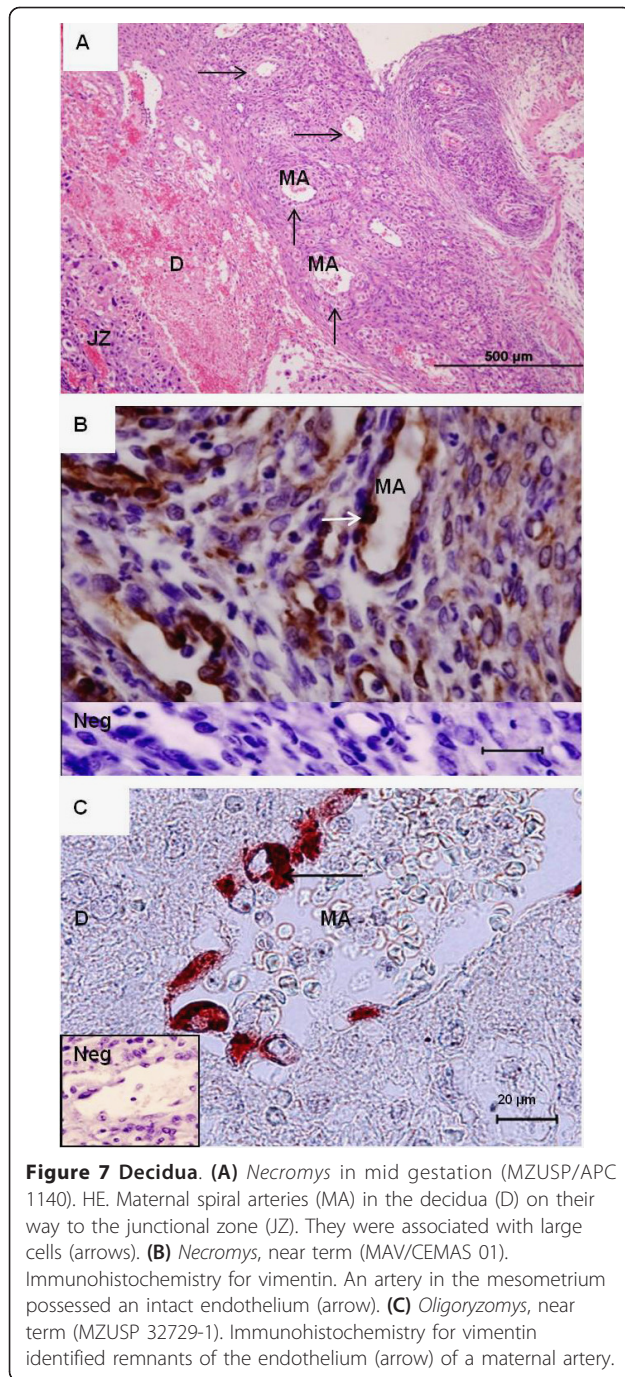 A
MA
MA
D
JZ
500 µm
B
MA
Neg
C
D
MA
Neg
20 µm
Figure 7 Decidua. (A) Necromys in mid gestation (MZUSP/APC
1140). HE. Maternal spiral arteries (MA) in the decidua (D) on their
way to the junctional zone (JZ). They were associated with large
cells (arrows). (B) Necromys, near term (MAV/CEMAS 01).
Immunohistochemistry for vimentin. An artery in the mesometrium
possessed an intact endothelium (arrow). (C) Oligoryzomys, near
term (MZUSP 32729-1). Immunohistochemistry for vimentin
identified remnants of the endothelium (arrow) of a maternal artery.